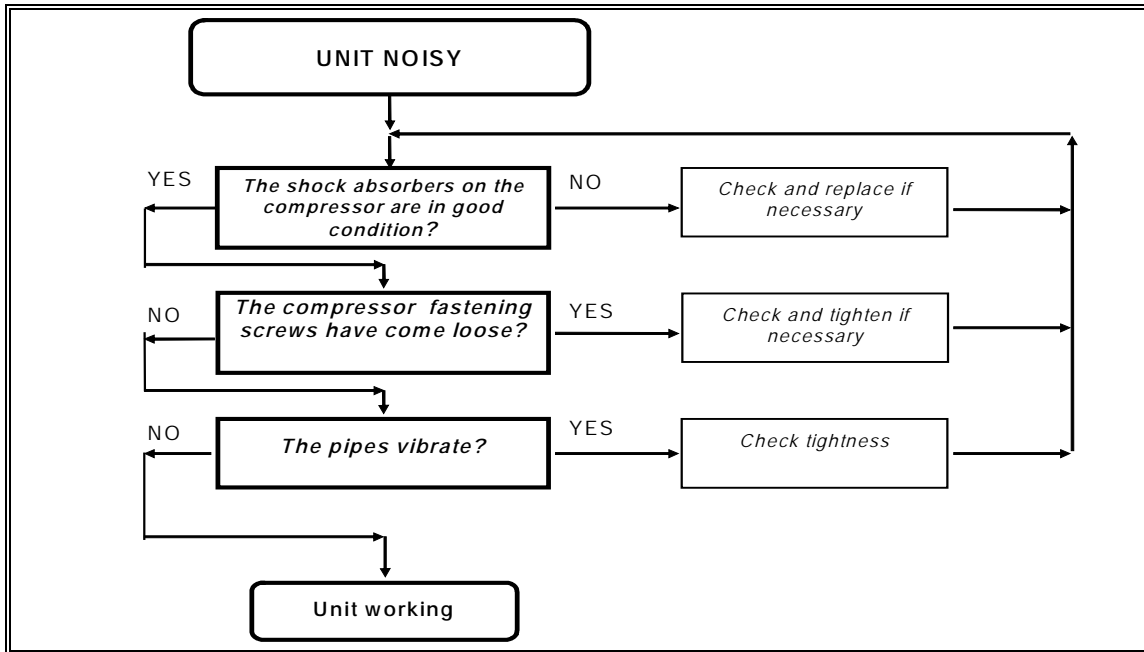 UNIT NOISY
YES
The shock absorbers on the
compressor are in good
condition?
NO
Check and replace if
necessary
NO
The compressor fastening
screws have come loose?
YES
Check and tighten if
necessary
NO
The pipes vibrate?
YES
Check tightness
Unit working